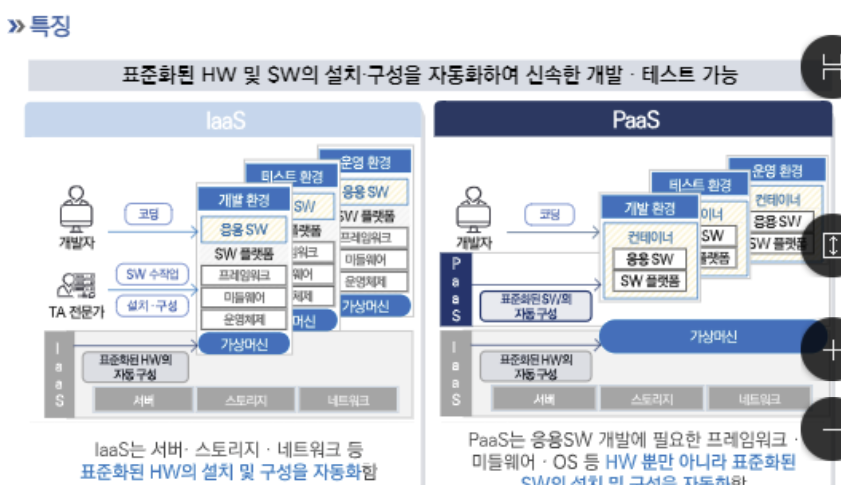 » 특징
표준화된 HW 및 SW의 설치·구성을 자동화하여 신속한 개발 · 테스트 가능
IaaS
운영 환경
테스트 환경
개발 환경
응용 SW
SW
응용 SW
SW 플랫폼
플랫폼
SW 플랫폼
프레임워크
프레임워크
미들웨어
미들웨어
운영체제
운영체제
가상머신
가상머신
개발자
코딩
TA 전문가
SW 수작업
설치·구성
IaaS
표준화된 HW의
자동 구성
서버
스토리지
네트워크
IaaS는 서버· 스토리지 · 네트워크 등
표준화된 HW의 설치 및 구성을 자동화함
PaaS
운영 환경
테스트 환경
개발 환경
컨테이너
컨테이너
응용 SW
SW
응용 SW
SW 플랫폼
SW 플랫폼
개발자
코딩
PaaS
표준화된 SW의
자동 구성
가상머신
IaaS
표준화된 HW의
자동 구성
서버
스토리지
네트워크
PaaS는 응용SW 개발에 필요한 프레임워크 ·
미들웨어 · OS 등 HW 뿐만 아니라 표준화된
SW의 설치 및 구성을 자동화함